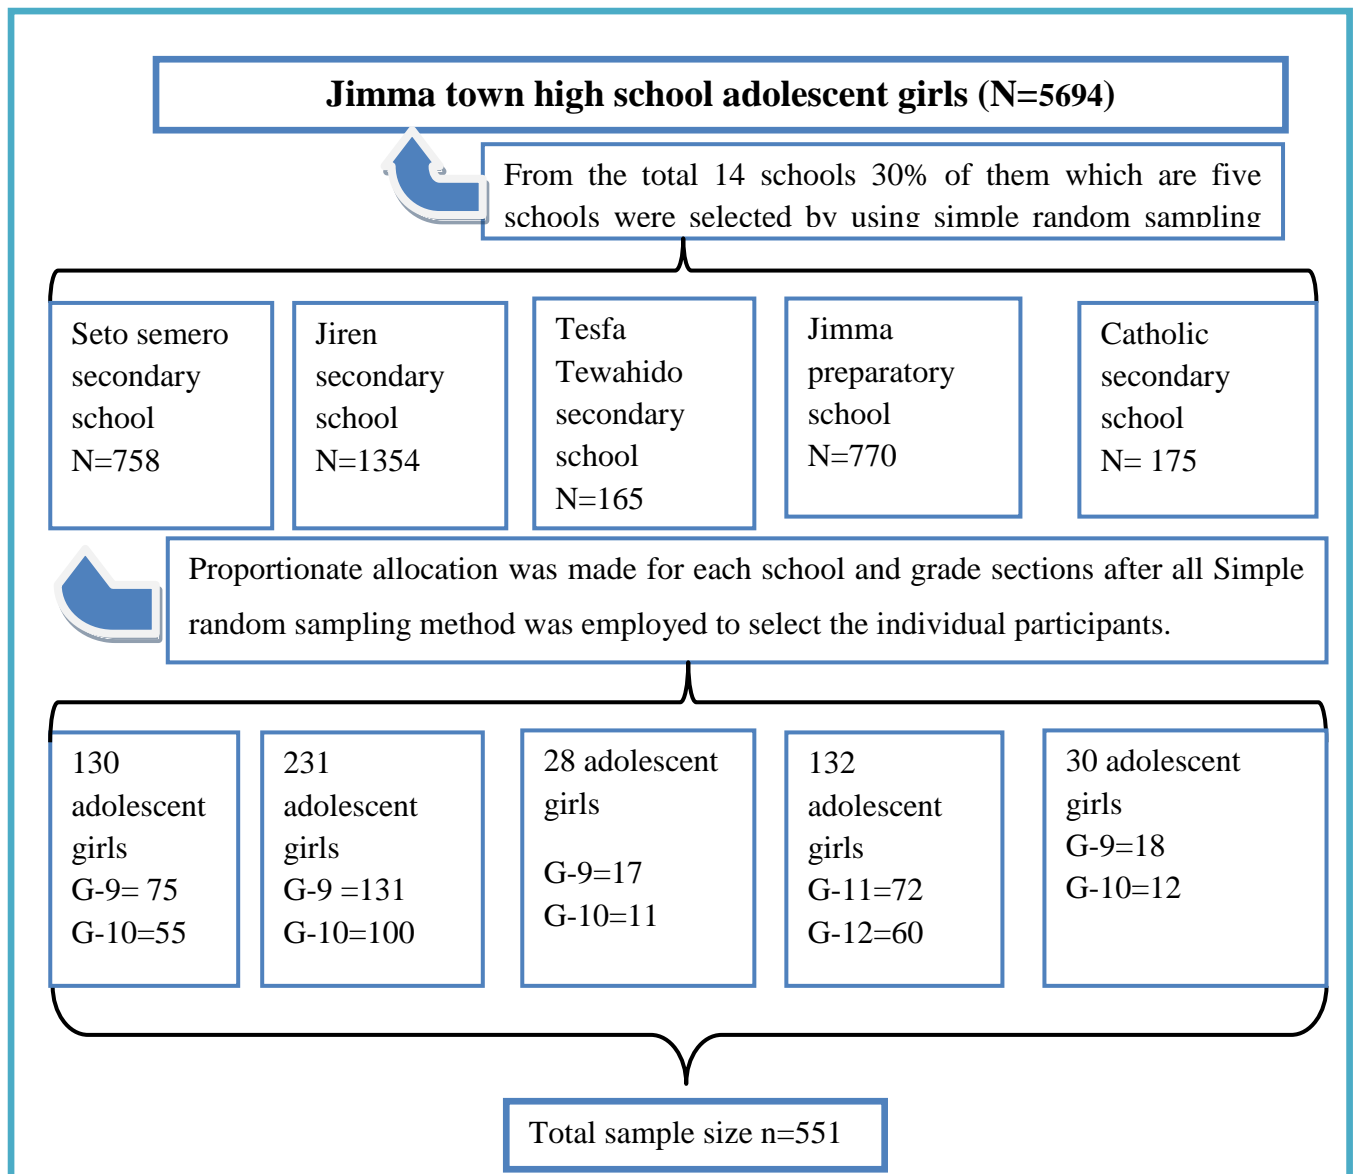 Jimma town high school adolescent girls (N=5694)
From the total 14 schools 30% of them which are five
schools were selected by using simple random sampling
Seto semero
secondary
school
N=758
Jiren
secondary
school
N=1354
Tesfa
Tewahido
secondary
school
N=165
Jimma
preparatory
school
N=770
Catholic
secondary
school
N= 175
Proportionate allocation was made for each school and grade sections after all Simple
random sampling method was employed to select the individual participants.
130
adolescent
girls
G-9= 75
G-10=55
231
adolescent
girls
G-9 =131
G-10=100
28 adolescent
girls
G-9=17
G-10=11
132
adolescent
girls
G-11=72
G-12=60
30 adolescent
girls
G-9=18
G-10=12
Total sample size n=551